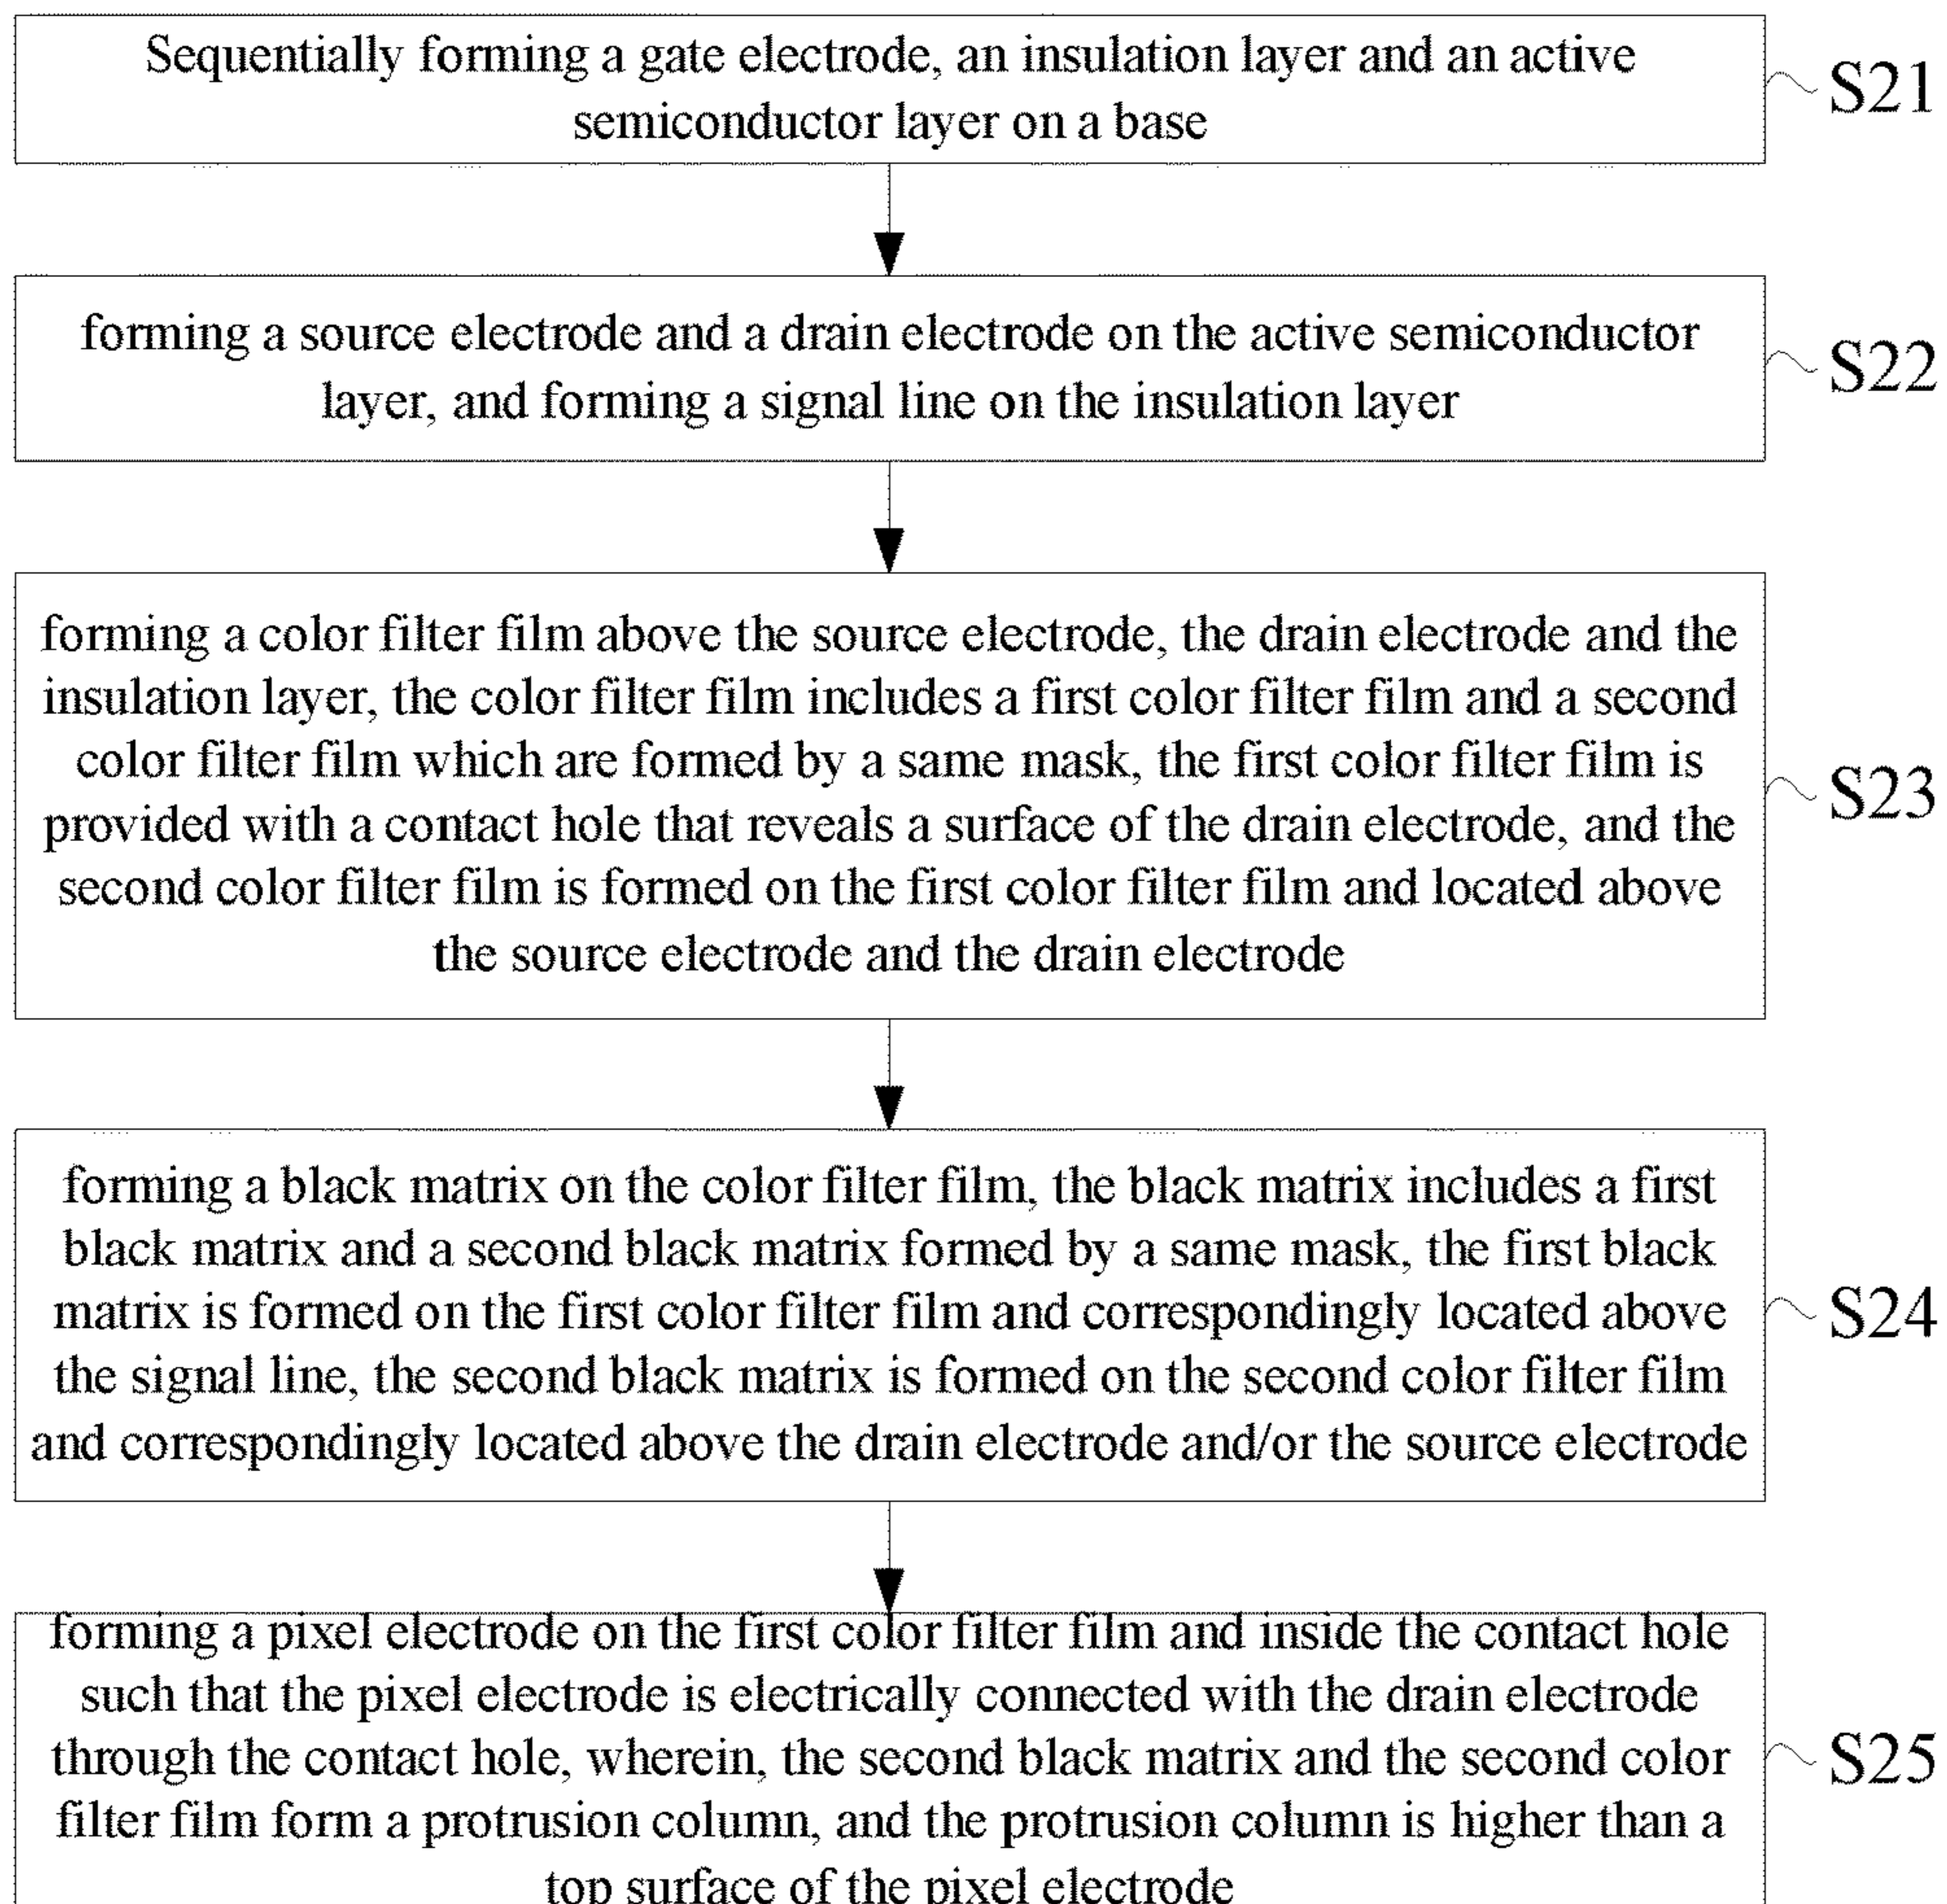 Sequentially forming a gate electrode, an insulation layer and an active
semiconductor layer on a base
S21
forming a source electrode and a drain electrode on the active semiconductor
layer, and forming a signal line on the insulation layer
S22
forming a color filter film above the source electrode, the drain electrode and the
insulation layer, the color filter film includes a first color filter film and a second
color filter film which are formed by a same mask, the first color filter film is
provided with a contact hole that reveals a surface of the drain electrode, and the
second color filter film is formed on the first color filter film and located above
the source electrode and the drain electrode
S23
forming a black matrix on the color filter film, the black matrix includes a first
black matrix and a second black matrix formed by a same mask, the first black
matrix is formed on the first color filter film and correspondingly located above
the signal line, the second black matrix is formed on the second color filter film
and correspondingly located above the drain electrode and/or the source electrode
S24
forming a pixel electrode on the first color filter film and inside the contact hole
such that the pixel electrode is electrically connected with the drain electrode
through the contact hole, wherein, the second black matrix and the second color
filter film form a protrusion column, and the protrusion column is higher than a
top surface of the pixel electrode
S25